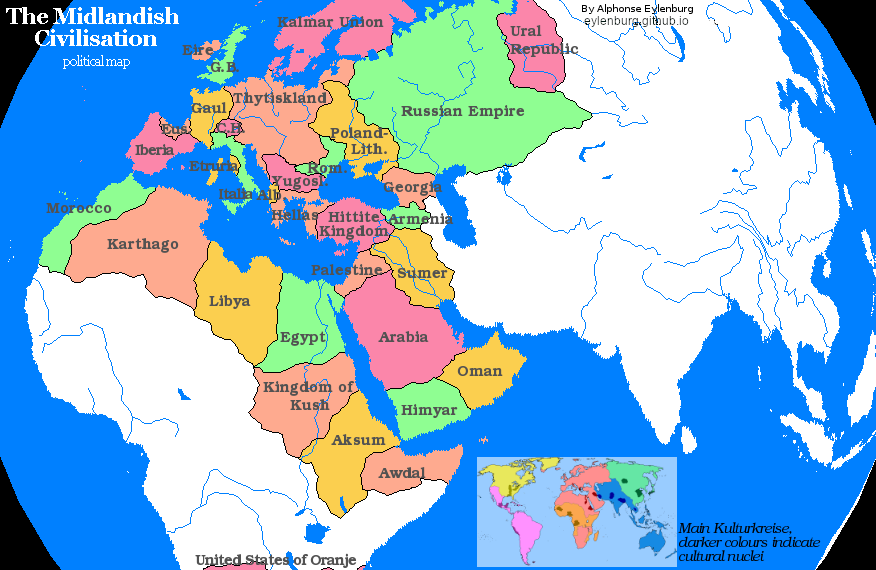 The Midlandish
Civilisation
political map
By Alphonse Eylenburg
eylenburg.github.io
Kalmar Union
Ural
Republic
Eire
G.B.
Thytiskland
Gaul
Russian Empire
Eus.
C.H.
Poland-
Lith.
Iberia
Etruria
Rom.
Yugosl.
Georgia
Italia
Alb.
Morocco
Hellas
Hittite
Kingdom
Armenia
Karthago
Palestine
Sumer
Libya
Egypt
Arabia
Oman
Kingdom of
Kush
Himyar
Aksum
Awdal
Main Kulturkreise,
darker colours indicate
cultural nuclei
United States of Oranje